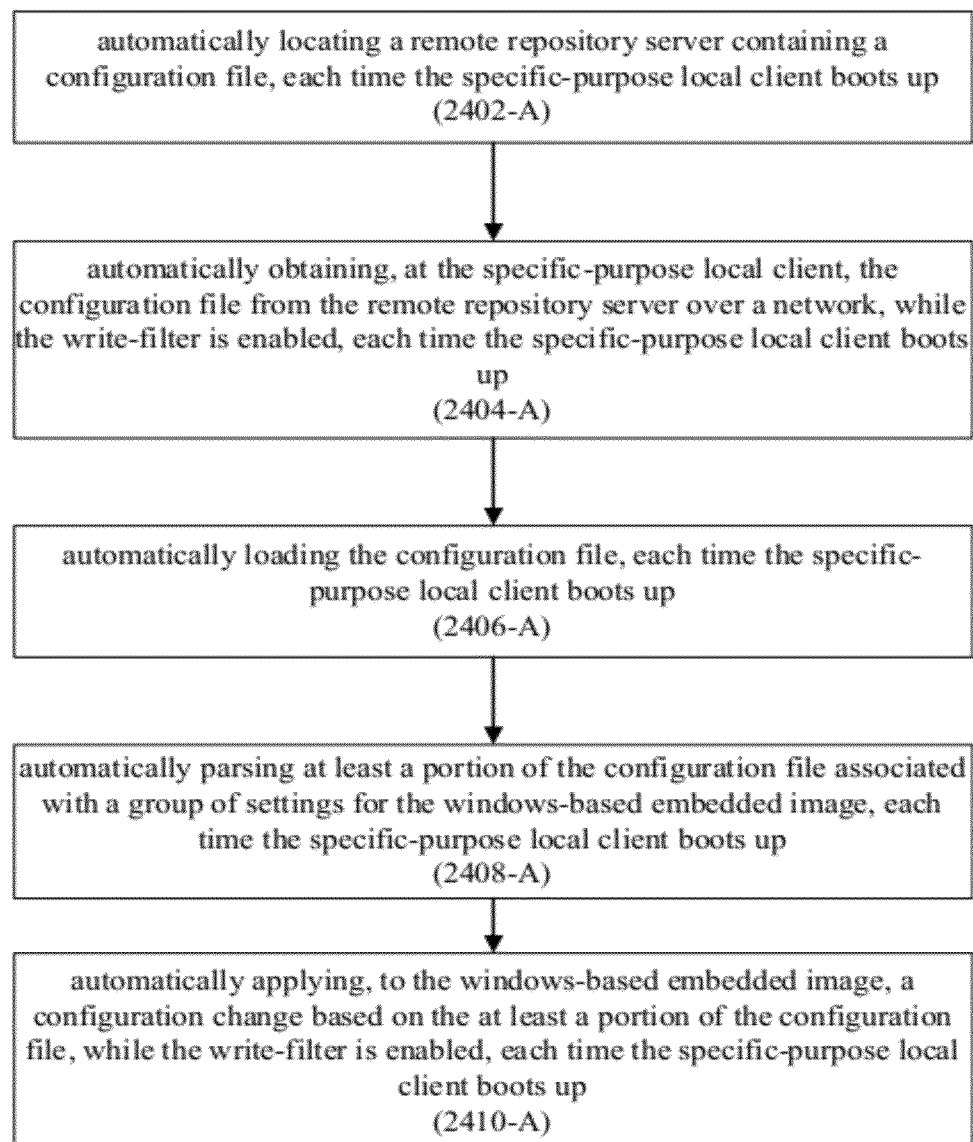 automatically locating a remote repository server containing a
configuration file, each time the specific-purpose local client boots up
(2402-A)
automatically obtaining, at the specific-purpose local client, the
configuration file from the remote repository server over a network, while
the write-filter is enabled, each time the specific-purpose local client boots
up
(2404-A)
automatically loading the configuration file, each time the specific-
purpose local client boots up
(2406-A)
automatically parsing at least a portion of the configuration file associated
with a group of settings for the windows-based embedded image, each
time the specific-purpose local client boots up
(2408-A)
automatically applying, to the windows-based embedded image, a
configuration change based on the at least a portion of the configuration
file, while the write-filter is enabled, each time the specific-purpose local
client boots up
(2410-A)